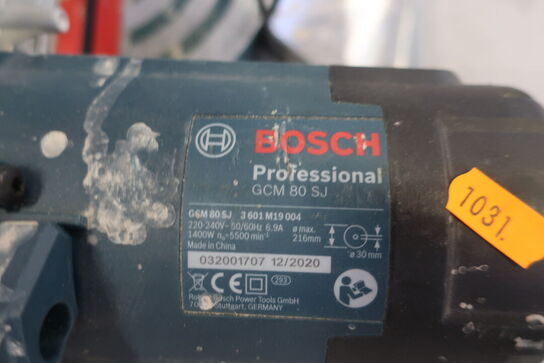 BOSCH
Professional
GCM 80 SJ
GCM 80 SJ 3 601 M19 004
220-240V~ 50/60Hz 6.9A
1400W n₀=5500 min⁻¹
Made in China
ø max.
216mm
ø 30mm
032001707 12/2020
293
Bosch Power Tools GmbH
Stuttgart, GERMANY
1031.